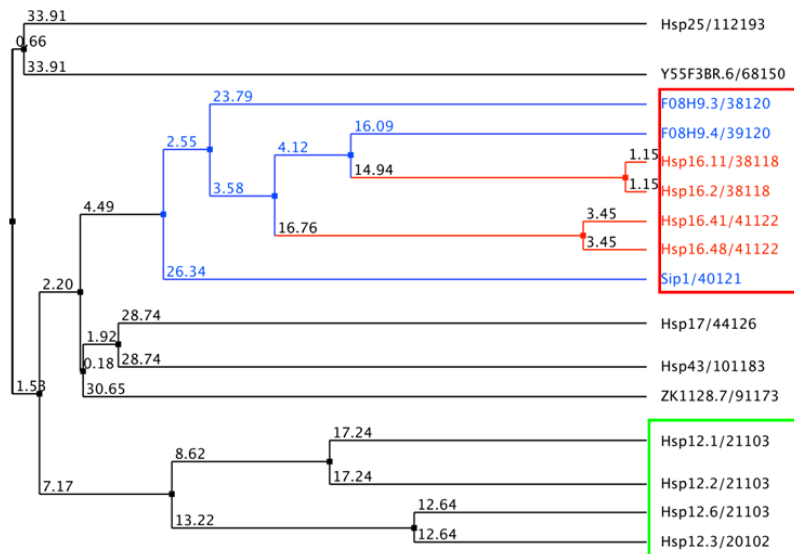 33.91
Hsp25/112193
0.66
33.91
Y55F3BR.6/68150
23.79
F08H9.3/38120
16.09
F08H9.4/39120
2.55
4.12
1.15
Hsp16.11/38118
14.94
3.58
1.15
Hsp16.2/38118
4.49
3.45
Hsp16.41/41122
16.76
3.45
Hsp16.48/41122
26.34
Sip1/40121
2.20
28.74
Hsp17/44126
1.92
0.18
28.74
Hsp43/101183
1.53
30.65
ZK1128.7/91173
17.24
Hsp12.1/21103
8.62
17.24
Hsp12.2/21103
7.17
12.64
Hsp12.6/21103
13.22
12.64
Hsp12.3/20102